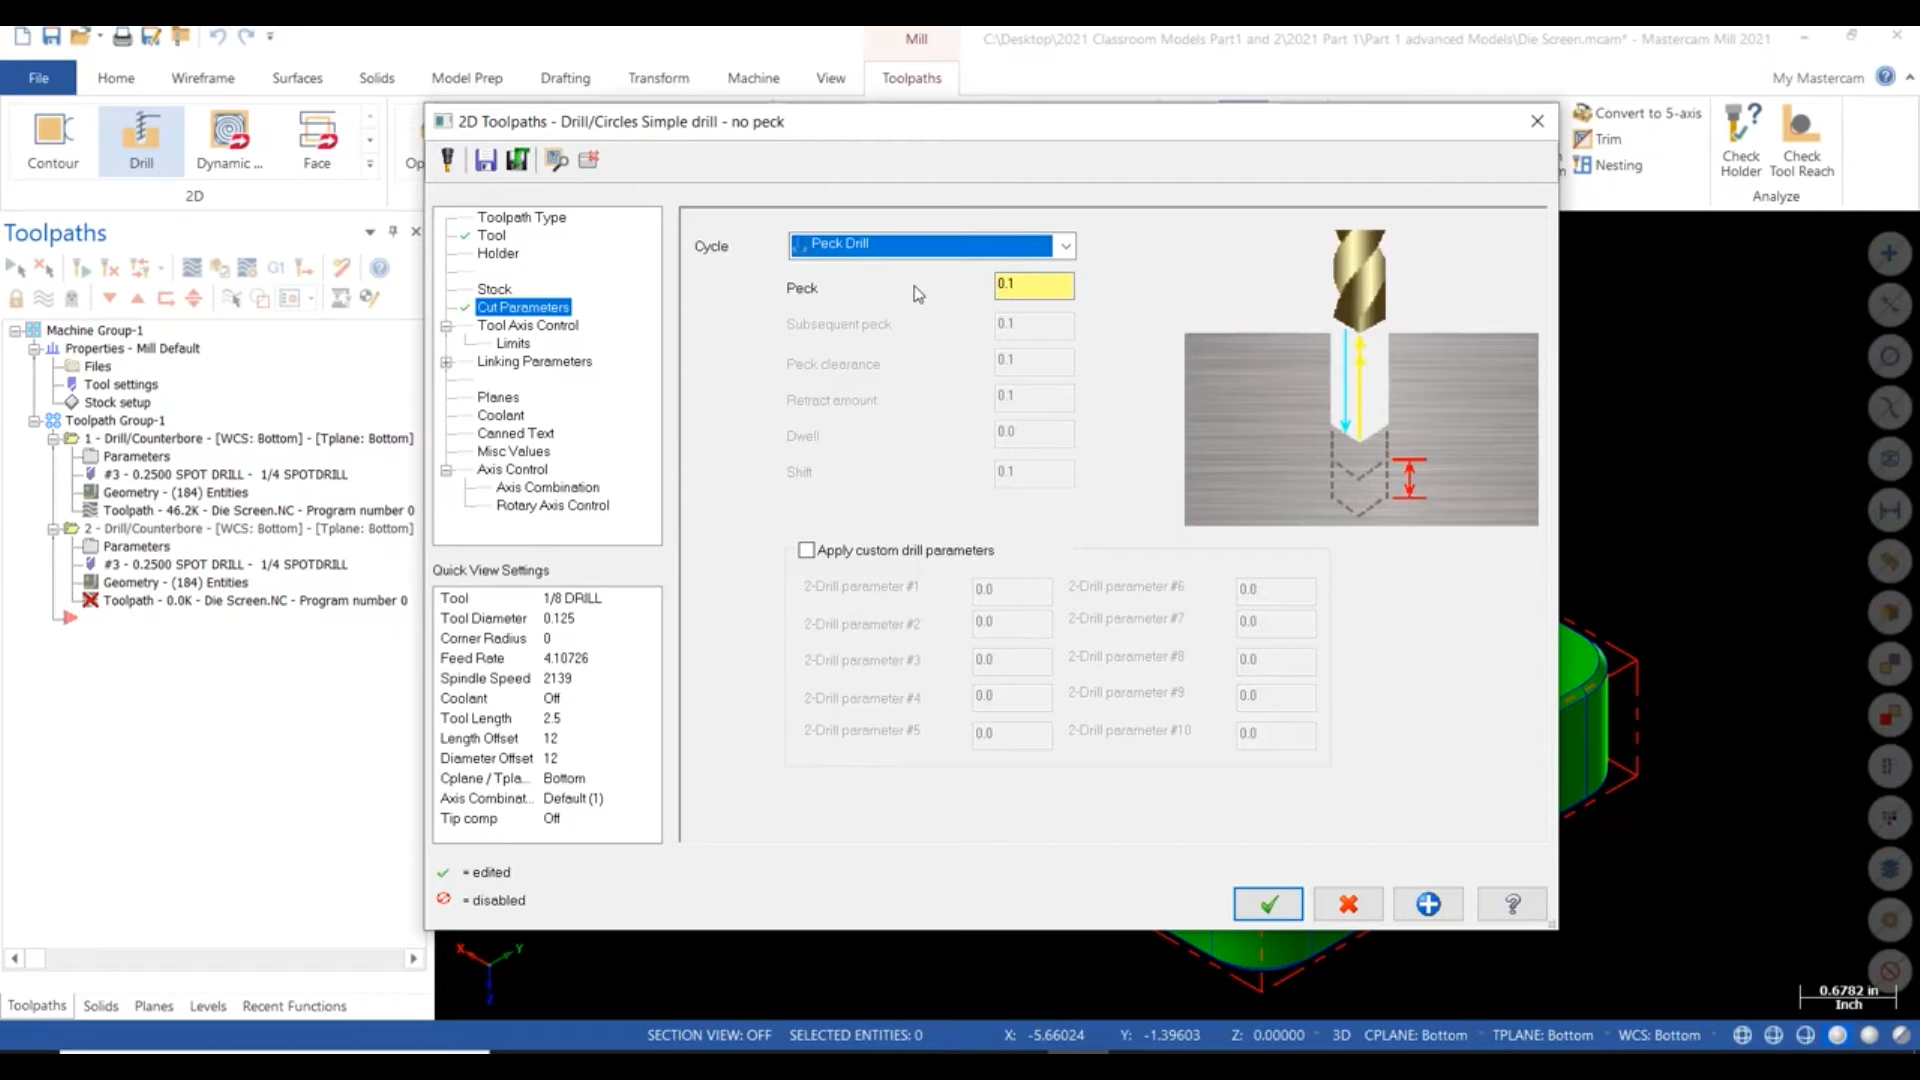 Mill
C:\Desktop\2021 Classroom Models Part1 and 2\2021 Part 1\Part 1 advanced Models\Die Screen.mcam* - Mastercam Mill 2021
File
Home
Wireframe
Surfaces
Solids
Model Prep
Drafting
Transform
Machine
View
Toolpaths
My Mastercam
Contour
Drill
Dynamic ...
Face
Op
2D
Convert to 5-axis
Trim
Nesting
Check
Holder
Check
Tool Reach
Analyze
2D Toolpaths - Drill/Circles Simple drill - no peck
Toolpaths
G1
Machine Group-1
Properties - Mill Default
Files
Tool settings
Stock setup
Toolpath Group-1
1 - Drill/Counterbore - [WCS: Bottom] - [Tplane: Bottom]
Parameters
#3 - 0.2500 SPOT DRILL - 1/4 SPOTDRILL
Geometry - (184) Entities
Toolpath - 46.2K - Die Screen.NC - Program number 0
2 - Drill/Counterbore - [WCS: Bottom] - [Tplane: Bottom]
Parameters
#3 - 0.2500 SPOT DRILL - 1/4 SPOTDRILL
Geometry - (184) Entities
Toolpath - 0.0K - Die Screen.NC - Program number 0
Toolpath Type
Tool
Holder
Stock
Cut Parameters
Tool Axis Control
Limits
Linking Parameters
Planes
Coolant
Canned Text
Misc Values
Axis Control
Axis Combination
Rotary Axis Control
Quick View Settings
Tool 1/8 DRILL
Tool Diameter 0.125
Corner Radius 0
Feed Rate 4.10726
Spindle Speed 2139
Coolant Off
Tool Length 2.5
Length Offset 12
Diameter Offset 12
Cplane / Tpla... Bottom
Axis Combinat... Default (1)
Tip comp Off
= edited
= disabled
Cycle Peck Drill
Peck 0.1
Subsequent peck 0.1
Peck clearance 0.1
Retract amount 0.1
Dwell 0.0
Shift 0.1
Apply custom drill parameters
2-Drill parameter #1 0.0 2-Drill parameter #6 0.0
2-Drill parameter #2 0.0 2-Drill parameter #7 0.0
2-Drill parameter #3 0.0 2-Drill parameter #8 0.0
2-Drill parameter #4 0.0 2-Drill parameter #9 0.0
2-Drill parameter #5 0.0 2-Drill parameter #10 0.0
X
Y
Z
0.6782 in
Inch
Toolpaths
Solids
Planes
Levels
Recent Functions
SECTION VIEW: OFF SELECTED ENTITIES: 0 X: -5.66024 Y: -1.39603 Z: 0.00000 3D CPLANE: Bottom TPLANE: Bottom WCS: Bottom